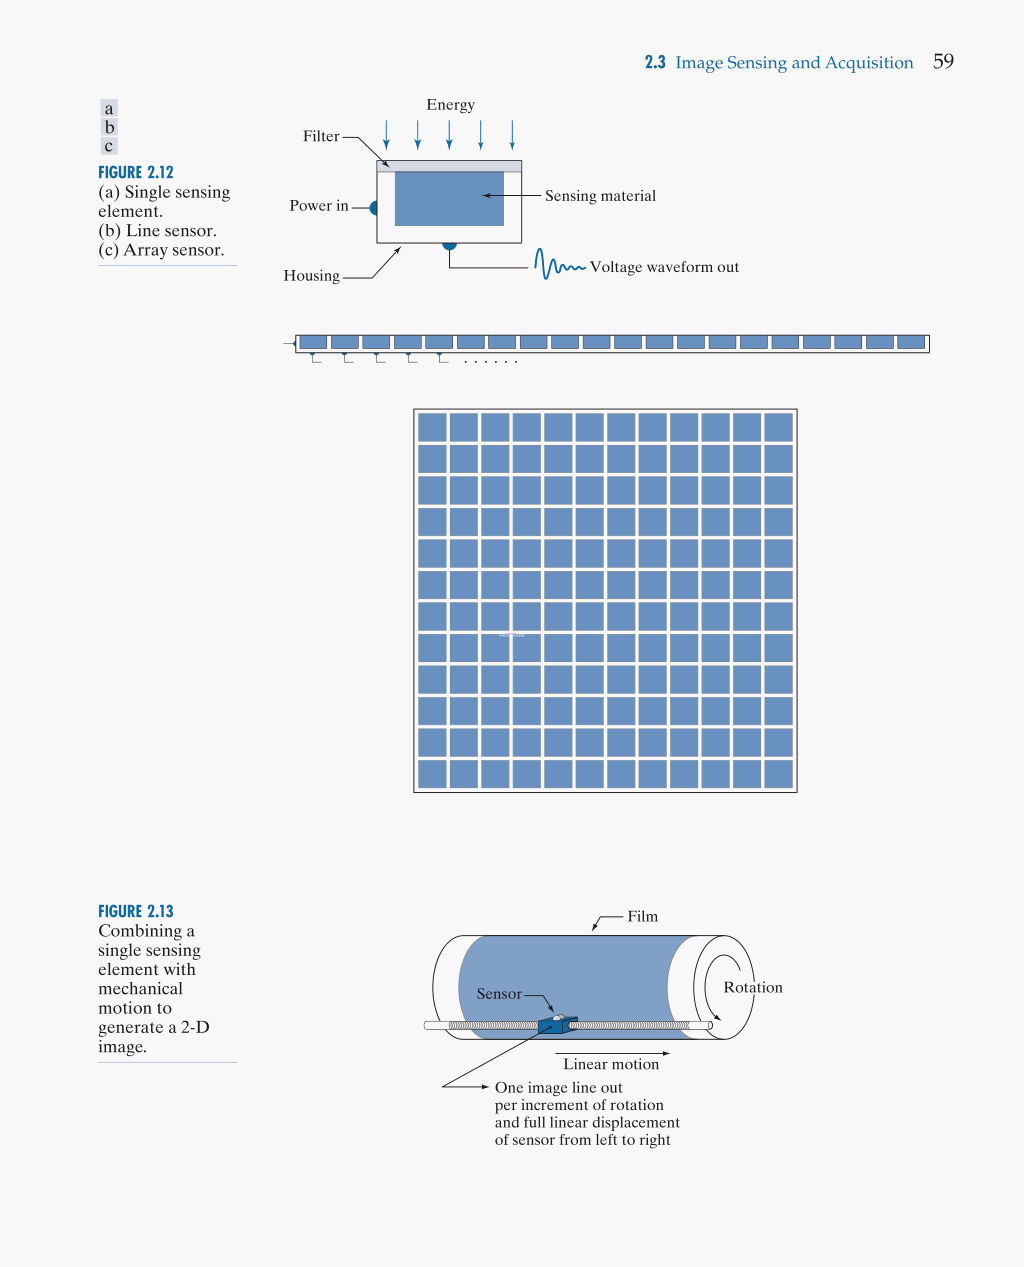 2.3 Image Sensing and Acquisition 59
a
b
c
FIGURE 2.12
(a) Single sensing
element.
(b) Line sensor.
(c) Array sensor.
Energy
Filter
Power in
Sensing material
Housing
Voltage waveform out
FIGURE 2.13
Combining a
single sensing
element with
mechanical
motion to
generate a 2-D
image.
Film
Sensor
Rotation
Linear motion
One image line out
per increment of rotation
and full linear displacement
of sensor from left to right